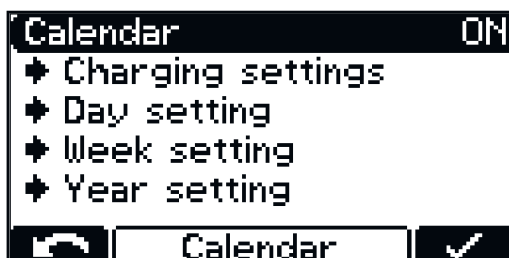 Calendar ON
Charging settings
Day setting
Week setting
Year setting
Calendar